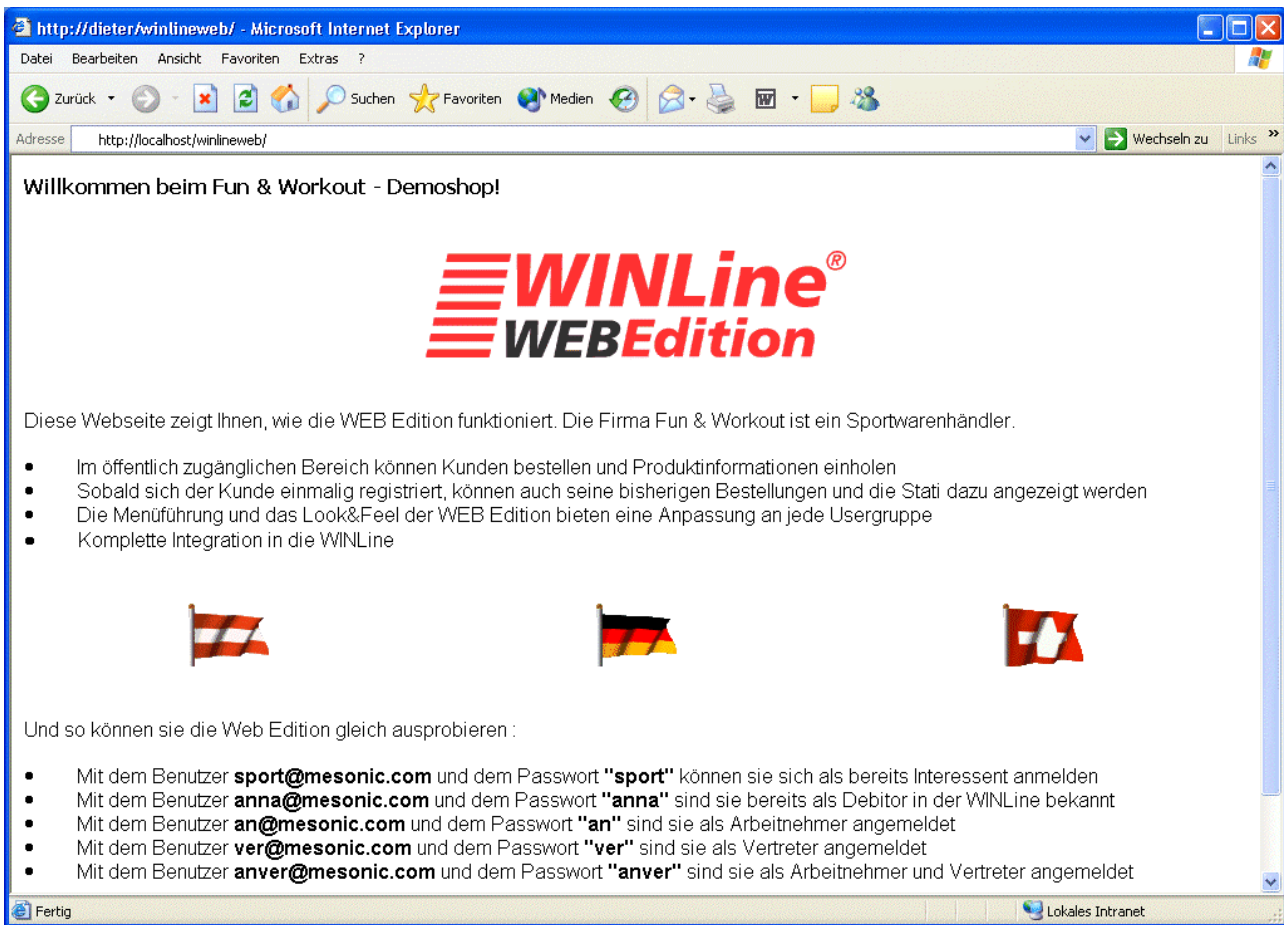 http://dieter/winlineweb/ - Microsoft Internet Explorer
Datei Bearbeiten Ansicht Favoriten Extras ?
Zurück Suchen Favoriten Medien
Adresse http://localhost/winlineweb/ Wechseln zu Links »
Willkommen beim Fun & Workout - Demoshop!
WINLine®
WEBEdition
Diese Webseite zeigt Ihnen, wie die WEB Edition funktioniert. Die Firma Fun & Workout ist ein Sportwarenhändler.
• Im öffentlich zugänglichen Bereich können Kunden bestellen und Produktinformationen einholen
• Sobald sich der Kunde einmalig registriert, können auch seine bisherigen Bestellungen und die Stati dazu angezeigt werden
• Die Menüführung und das Look&Feel der WEB Edition bieten eine Anpassung an jede Usergruppe
• Komplette Integration in die WINLine
Und so können sie die Web Edition gleich ausprobieren :
• Mit dem Benutzer sport@mesonic.com und dem Passwort "sport" können sie sich als bereits Interessent anmelden
• Mit dem Benutzer anna@mesonic.com und dem Passwort "anna" sind sie bereits als Debitor in der WINLine bekannt
• Mit dem Benutzer an@mesonic.com und dem Passwort "an" sind sie als Arbeitnehmer angemeldet
• Mit dem Benutzer ver@mesonic.com und dem Passwort "ver" sind sie als Vertreter angemeldet
• Mit dem Benutzer anver@mesonic.com und dem Passwort "anver" sind sie als Arbeitnehmer und Vertreter angemeldet
Fertig Lokales Intranet